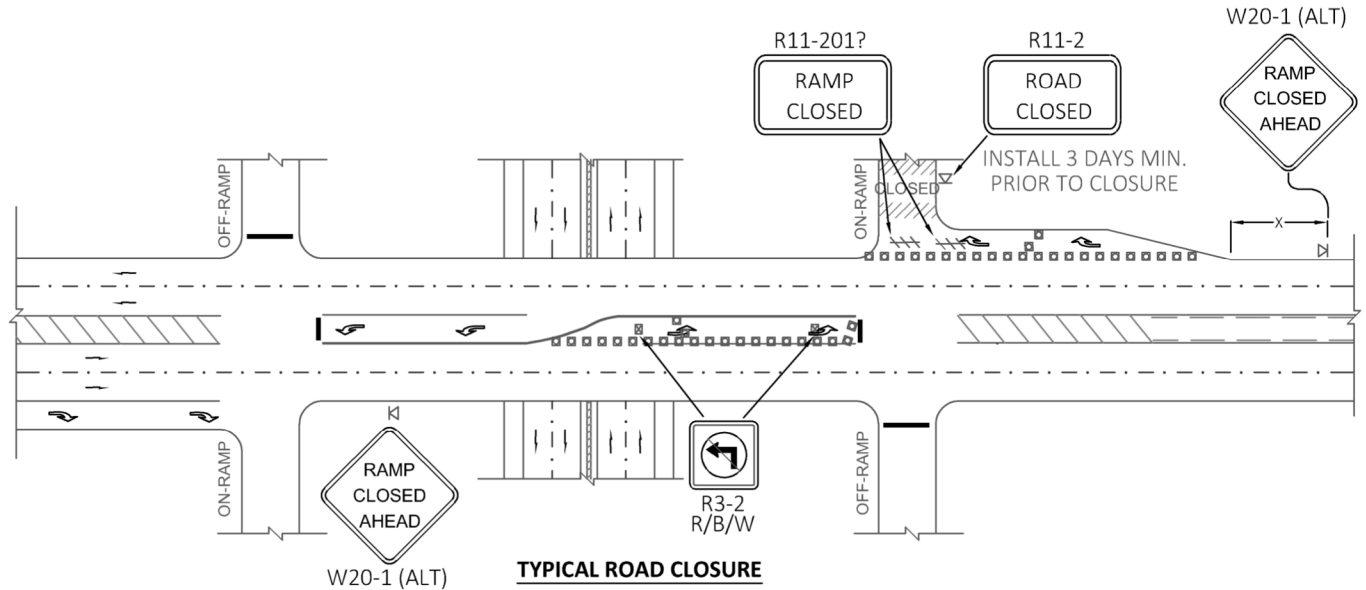 W20-1 (ALT)
R11-201?
R11-2
RAMP
CLOSED
ROAD
CLOSED
RAMP
CLOSED
AHEAD
INSTALL 3 DAYS MIN.
PRIOR TO CLOSURE
OFF-RAMP
ON-RAMP
CLOSED
X
ON-RAMP
OFF-RAMP
RAMP
CLOSED
AHEAD
W20-1 (ALT)
R3-2
R/B/W
TYPICAL ROAD CLOSURE